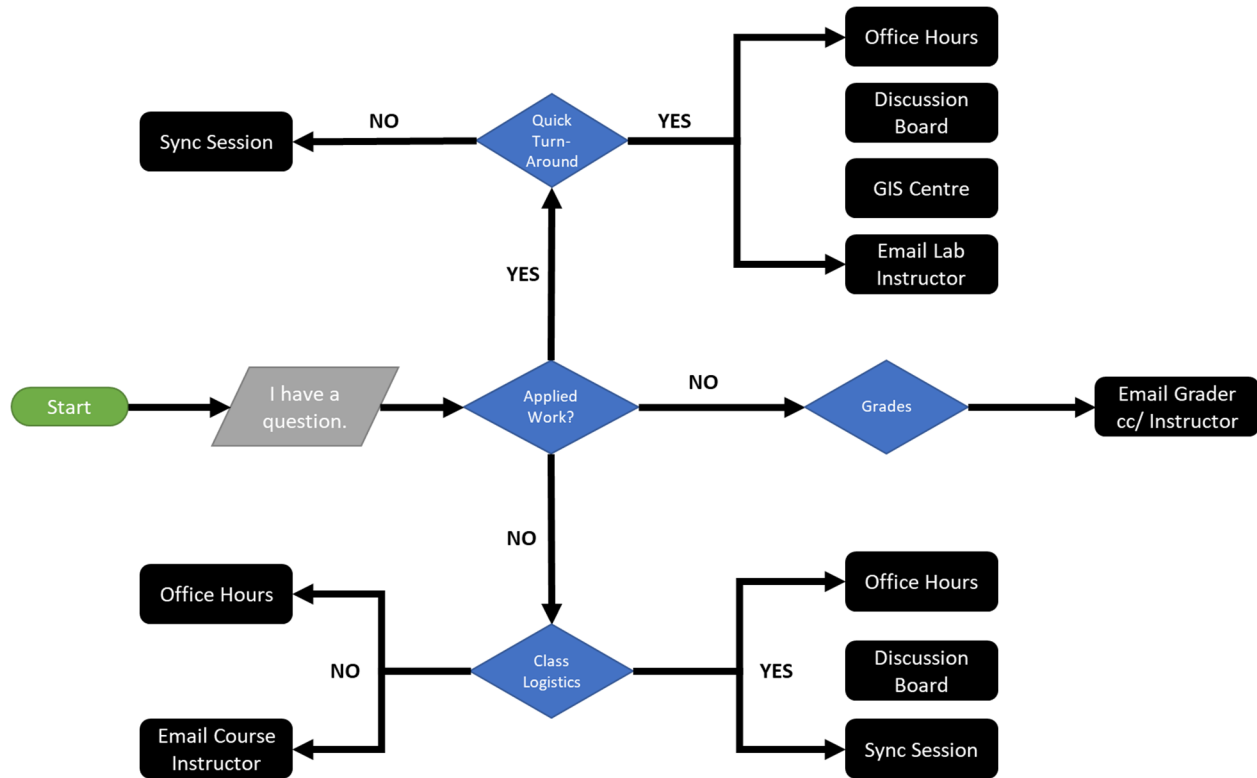 Office Hours
NO
Quick
Turn-
Around
YES
Discussion
Board
Sync Session
GIS Centre
Email Lab
Instructor
YES
Start
I have a
question.
Applied
Work?
NO
Grades
Email Grader
cc/ Instructor
NO
Office Hours
Office Hours
NO
Class
Logistics
YES
Discussion
Board
Email Course
Instructor
Sync Session